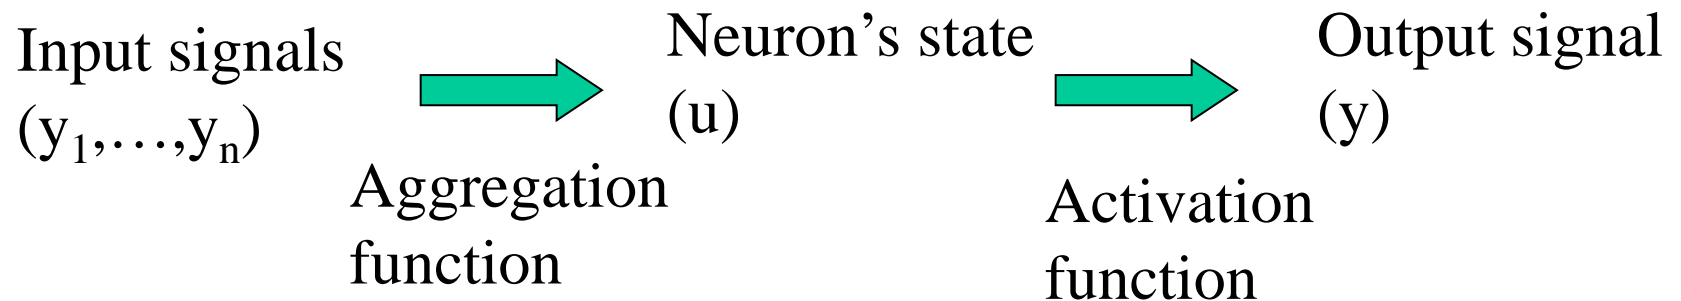 Input signals
(y₁,…,yₙ)
Aggregation
function
Neuron’s state
(u)
Activation
function
Output signal
(y)